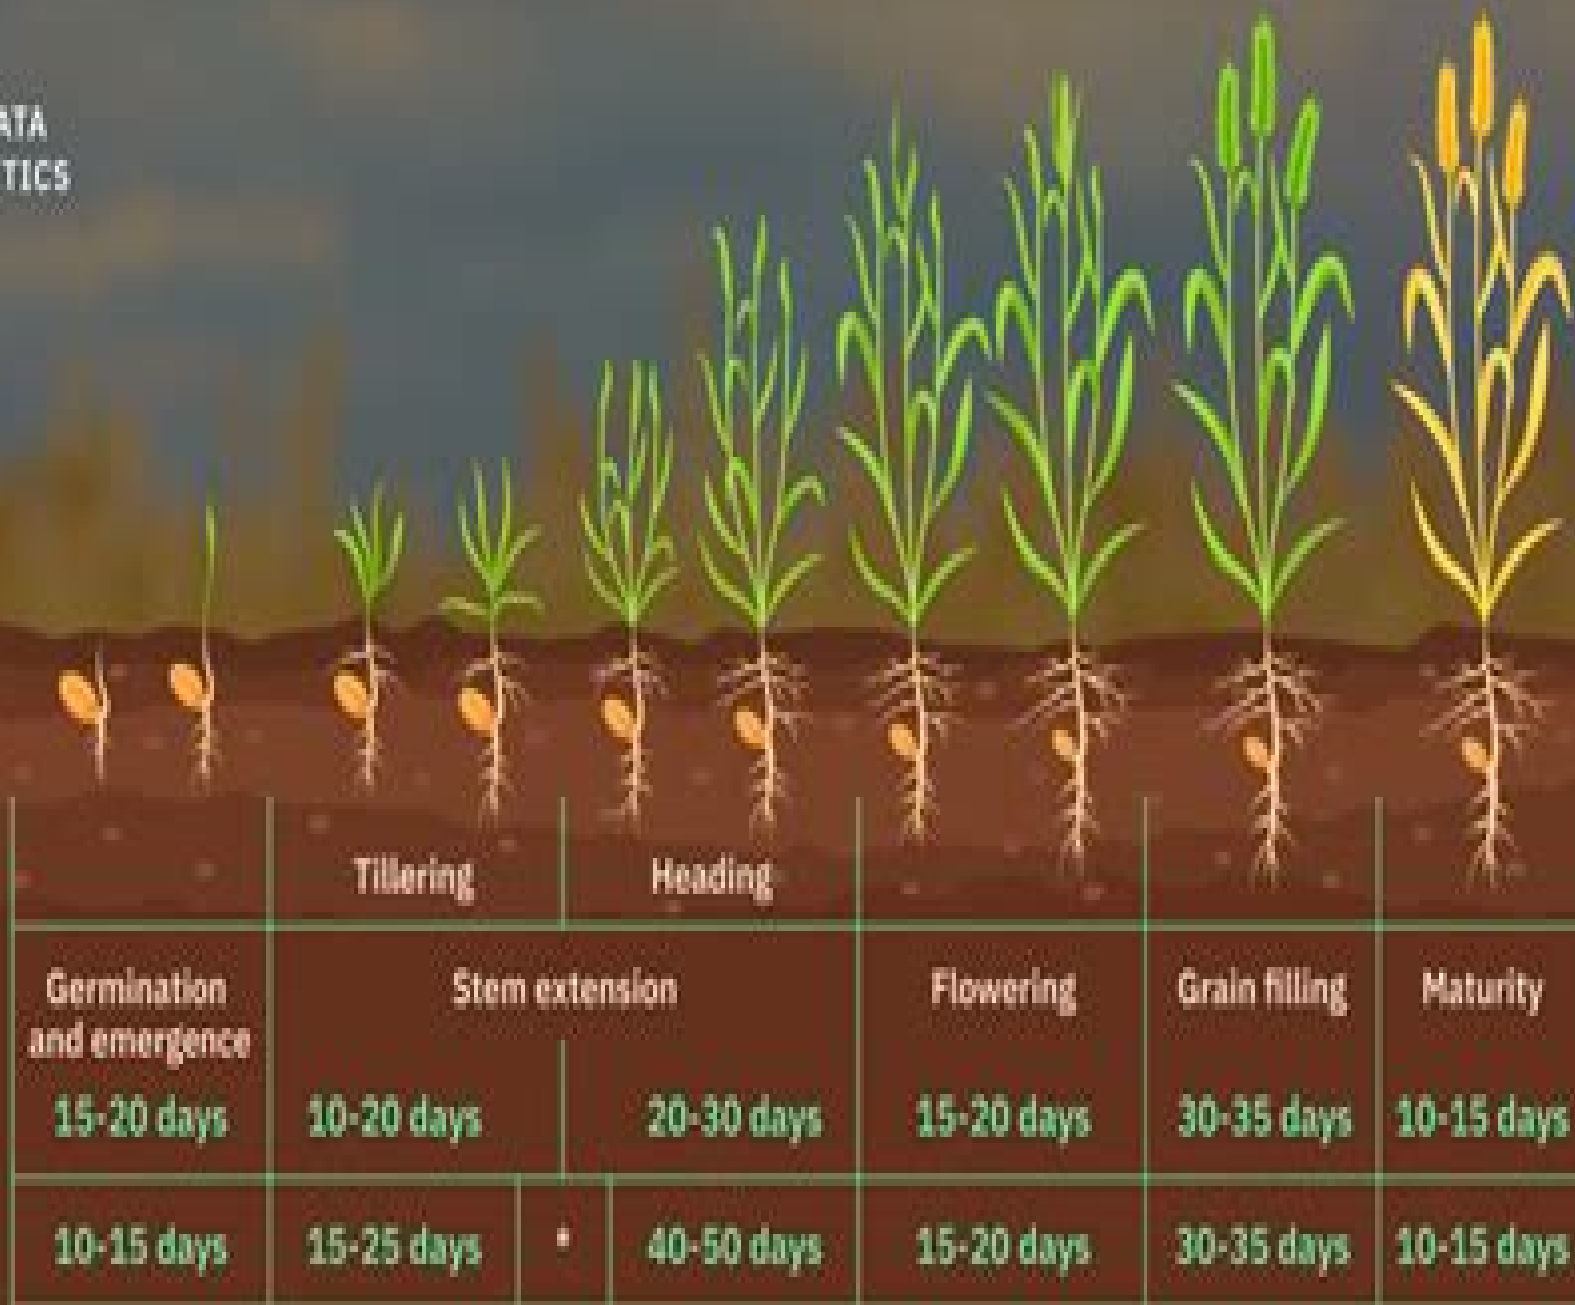 ATA
TICS
Tillering Heading
Germination
and emergence
Stem extension
Flowering
Grain filling
Maturity
15-20 days 10-20 days 20-30 days 15-20 days 30-35 days 10-15 days
10-15 days 15-25 days * 40-50 days 15-20 days 30-35 days 10-15 days